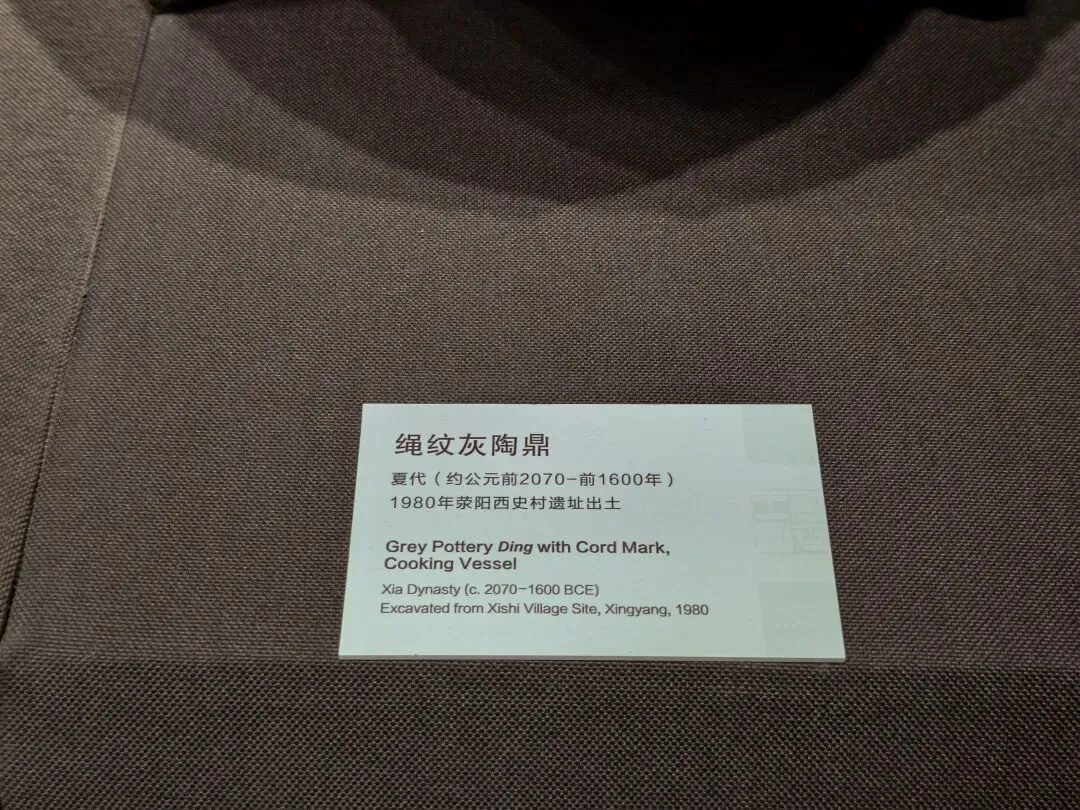 绳纹灰陶鼎
夏代（约公元前2070-前1600年）
1980年荥阳西史村遗址出土
Grey Pottery Ding with Cord Mark,
Cooking Vessel
Xia Dynasty (c. 2070-1600 BCE)
Excavated from Xishi Village Site, Xingyang, 1980